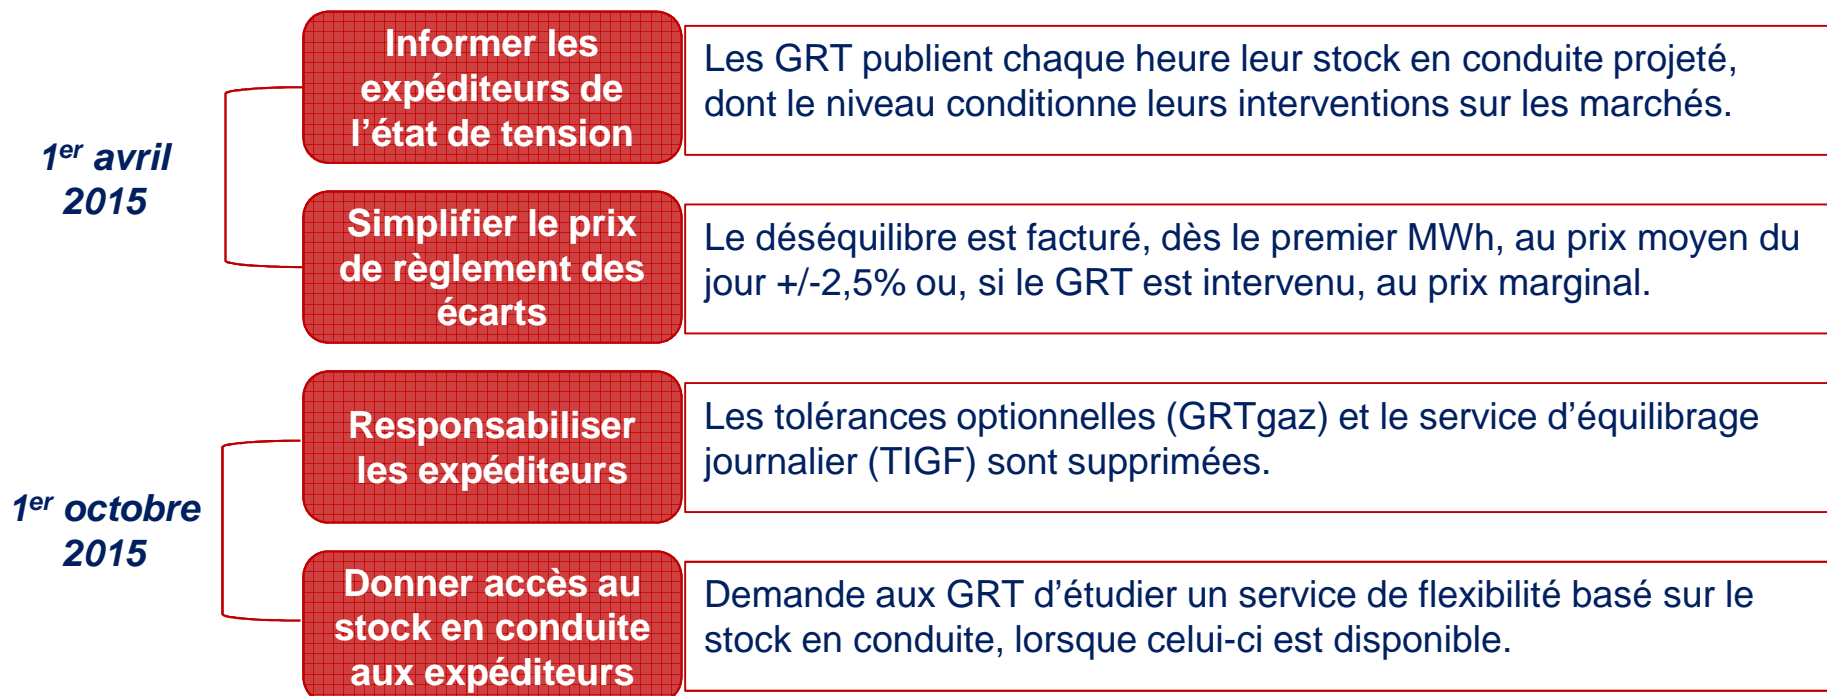 1er avril
2015
Informer les
expéditeurs de
l’état de tension
Les GRT publient chaque heure leur stock en conduite projeté,
dont le niveau conditionne leurs interventions sur les marchés.
Simplifier le prix
de règlement des
écarts
Le déséquilibre est facturé, dès le premier MWh, au prix moyen du
jour +/-2,5% ou, si le GRT est intervenu, au prix marginal.
1er octobre
2015
Responsabiliser
les expéditeurs
Les tolérances optionnelles (GRTgaz) et le service d’équilibrage
journalier (TIGF) sont supprimées.
Donner accès au
stock en conduite
aux expéditeurs
Demande aux GRT d’étudier un service de flexibilité basé sur le
stock en conduite, lorsque celui-ci est disponible.